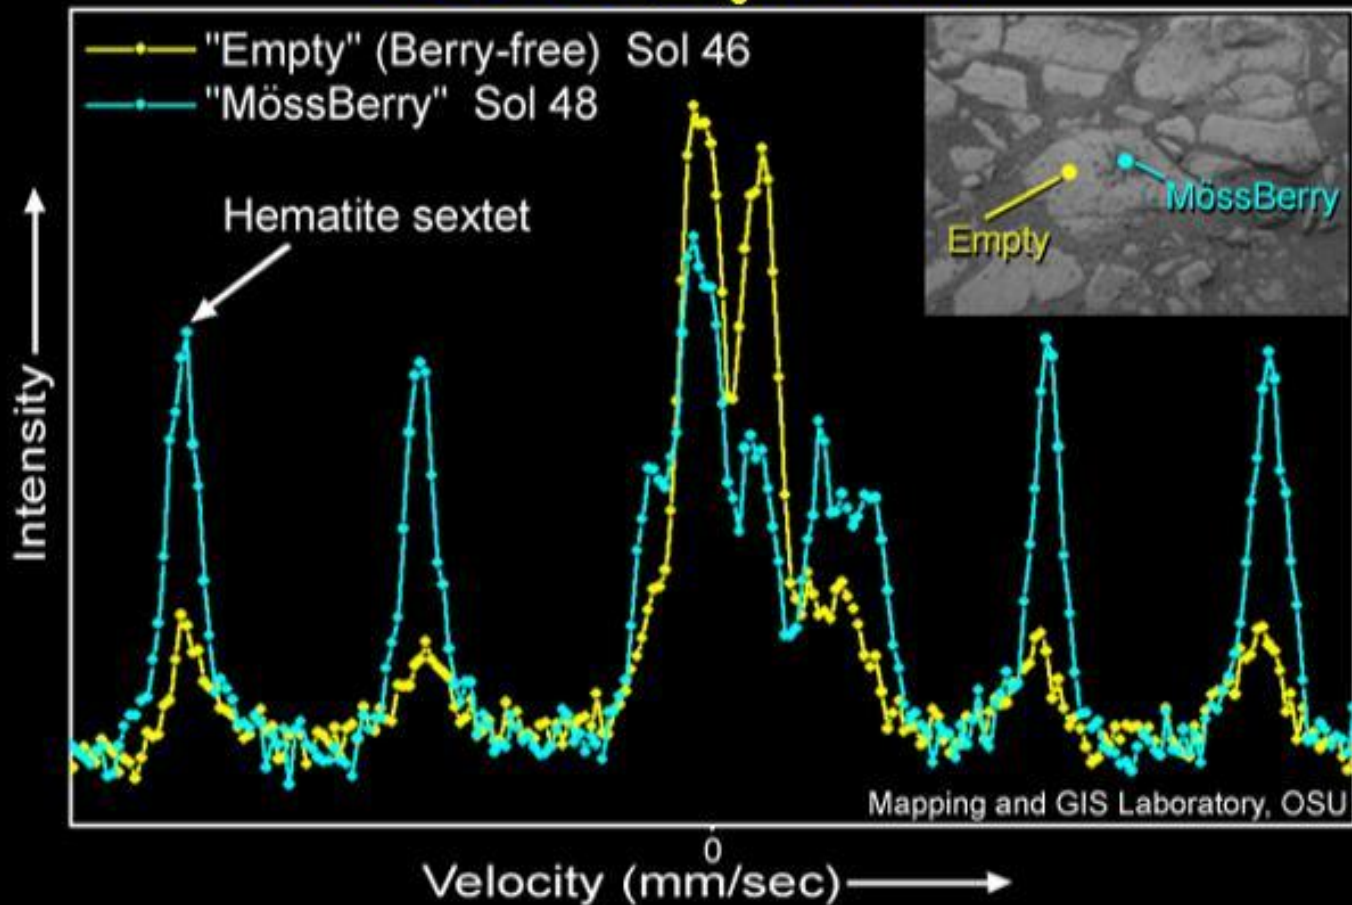 "Empty" (Berry-free) Sol 46
"MössBerry" Sol 48
Hematite sextet
Empty
MössBerry
Intensity
Mapping and GIS Laboratory, OSU
0
Velocity (mm/sec)